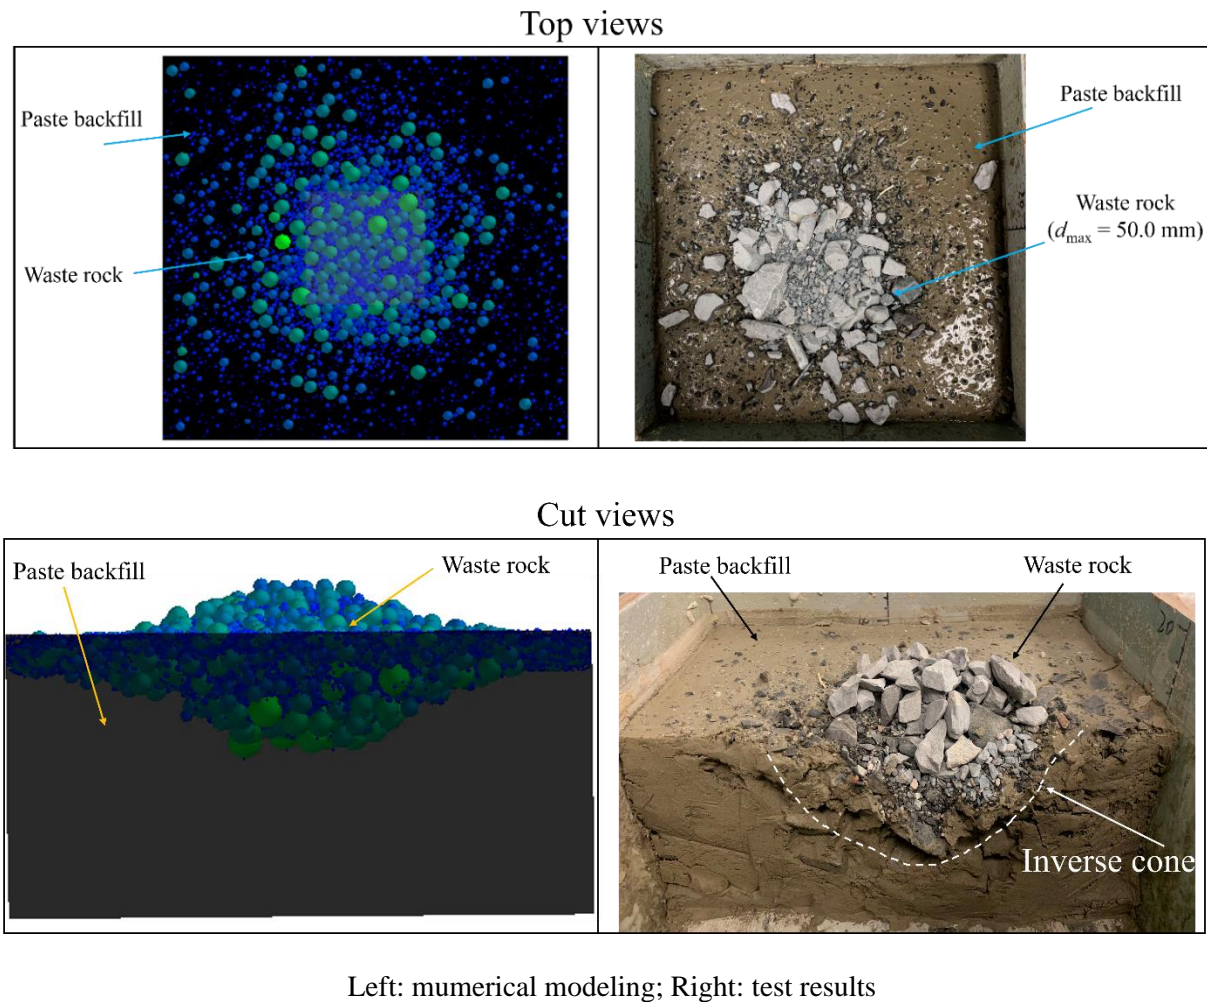 Top views
Paste backfill
Waste rock
Paste backfill
Waste rock
(dmax = 50.0 mm)
Cut views
Paste backfill
Waste rock
Paste backfill
Waste rock
Inverse cone
Left: mumerical modeling; Right: test results